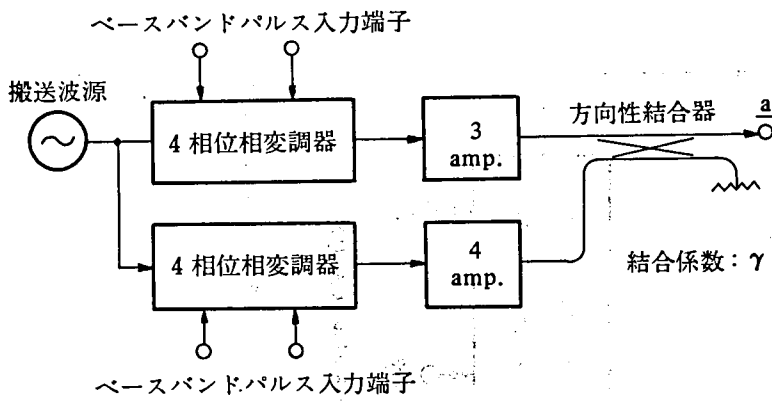 ベースバンドパルス入力端子
搬送波源
4相位相変調器
3
amp.
方向性結合器
a
4相位相変調器
4
amp.
結合係数：γ
ベースバンドパルス入力端子